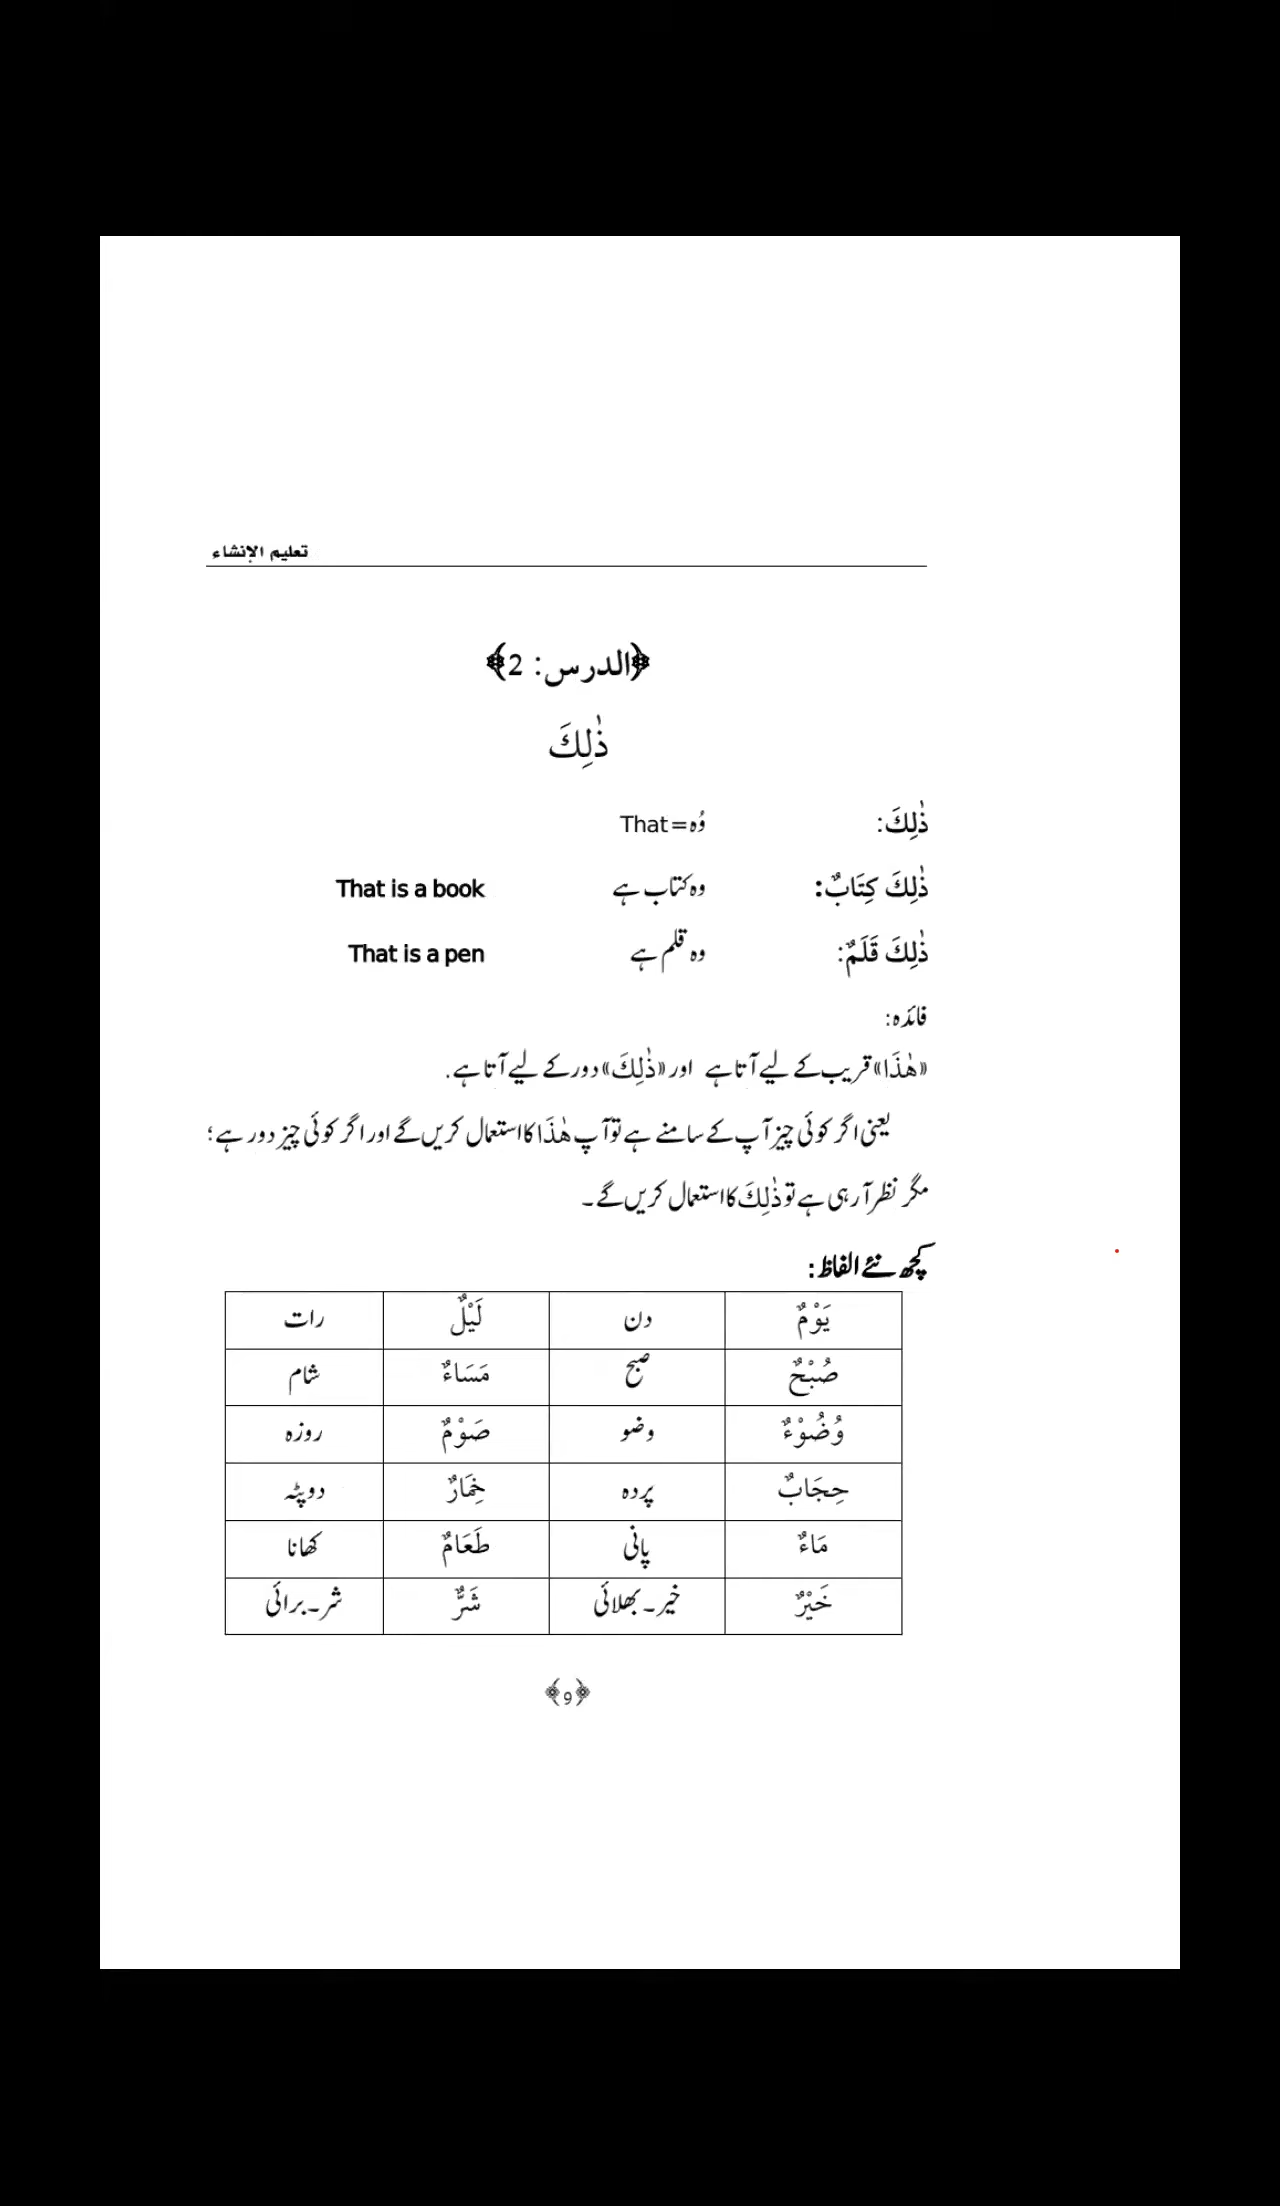 تعليم الإنشاء
﴿الدرس: 2﴾
ذٰلِكَ
ذٰلِكَ: وُہ=That
ذٰلِكَ كِتَابٌ: وہ کتاب ہے That is a book
ذٰلِكَ قَلَمٌ: وہ قلم ہے That is a pen
فائدہ:
«هٰذَا» قریب کے لیے آتا ہے اور «ذٰلِكَ» دور کے لیے آتا ہے.
یعنی اگر کوئی چیز آپ کے سامنے ہے تو آپ هٰذَا کا استعمال کریں گے اور اگر کوئی چیز دور ہے؛
مگر نظر آ رہی ہے تو ذٰلِكَ کا استعمال کریں گے۔
کچھ نئے الفاظ:
يَوْمٌ دن لَيْلٌ رات
صُبْحٌ صبح مَسَاءٌ شام
وُضُوْءٌ وضو صَوْمٌ روزہ
حِجَابٌ پردہ خِمَارٌ دوپٹہ
مَاءٌ پانی طَعَامٌ کھانا
خَيْرٌ خیر۔بھلائی شَرٌّ شر۔برائی
﴿9﴾